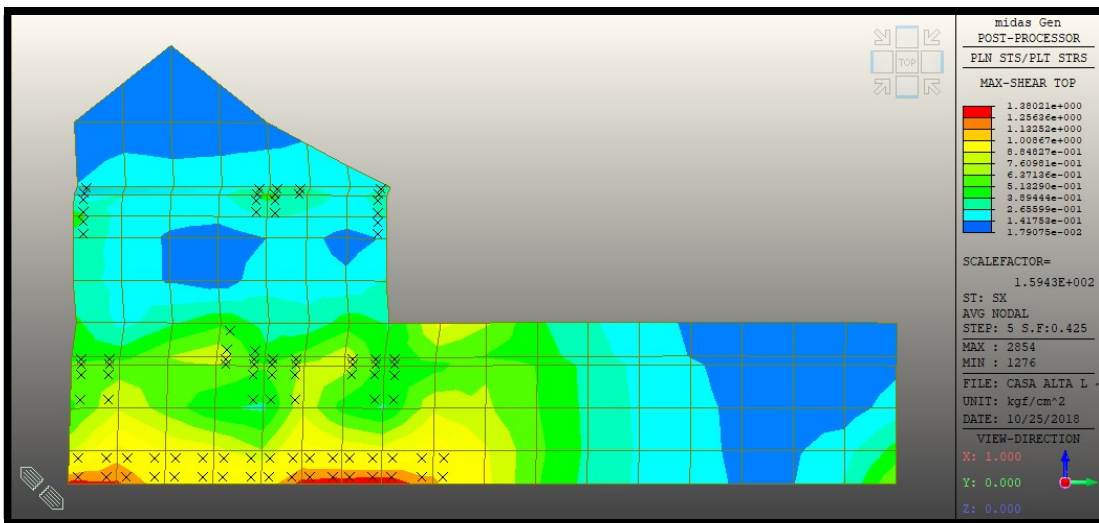 midas Gen
POST-PROCESSOR
PLN STS/PLT STRS
MAX-SHEAR TOP
1.38021e+000
1.25636e+000
1.13252e+000
1.00867e+000
8.84827e-001
7.60981e-001
6.37136e-001
5.13290e-001
3.89444e-001
2.65599e-001
1.41753e-001
1.79075e-002
SCALEFACTOR=
1.5943E+002
ST: SX
AVG NODAL
STEP: 5 S.F:0.425
MAX : 2854
MIN : 1276
FILE: CASA ALTA L -
UNIT: kgf/cm^2
DATE: 10/25/2018
VIEW-DIRECTION
X: 1.000
Y: 0.000
Z: 0.000
TOP